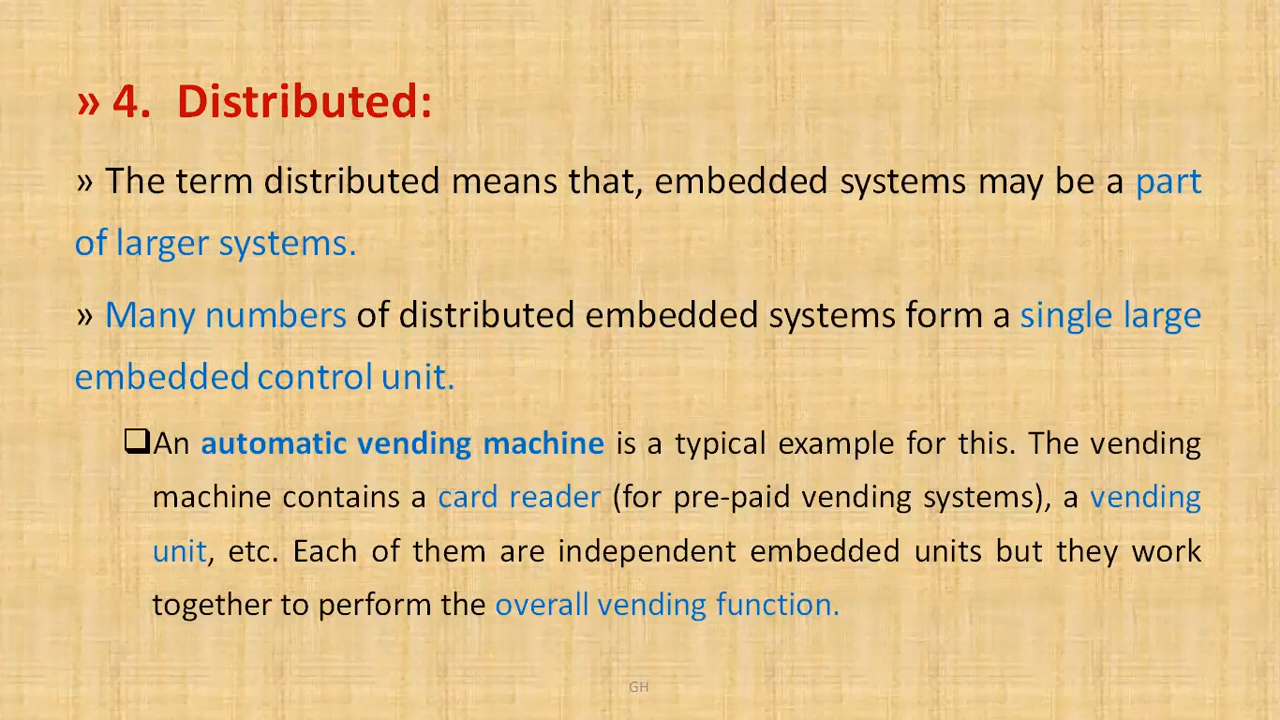 » 4. Distributed:
» The term distributed means that, embedded systems may be a part
of larger systems.
» Many numbers of distributed embedded systems form a single large
embedded control unit.
❑An automatic vending machine is a typical example for this. The vending
machine contains a card reader (for pre-paid vending systems), a vending
unit, etc. Each of them are independent embedded units but they work
together to perform the overall vending function.
GH